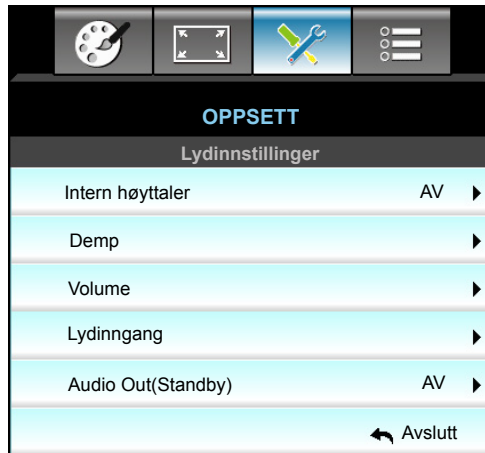 OPPSETT
Lydinnstillinger
Intern høyttaler AV
Demp
Volume
Lydinngang
Audio Out(Standby) AV
Avslutt